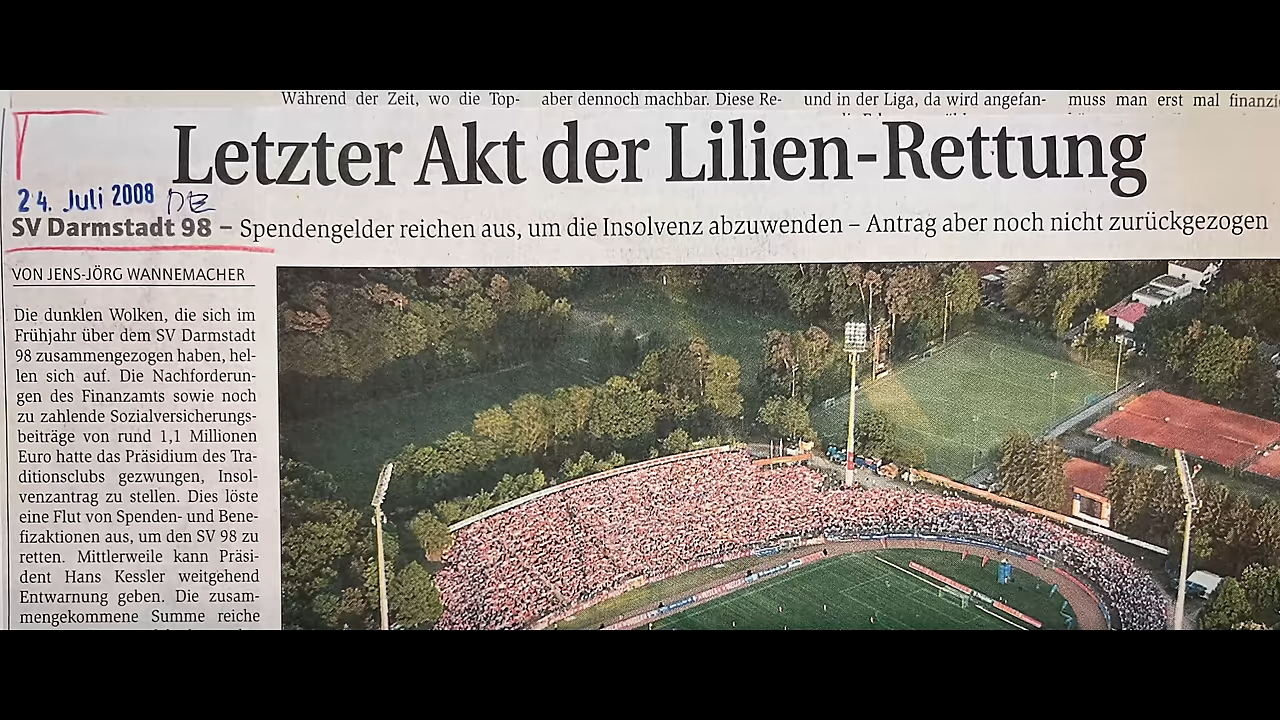 Während der Zeit, wo die Top-
aber dennoch machbar. Diese Re-
und in der Liga, da wird angefan-
muss man erst mal
Letzter Akt der Lilien-Rettung
24. Juli 2008 DE
SV Darmstadt 98 – Spendengelder reichen aus, um die Insolvenz abzuwenden – Antrag aber noch nicht zurückgezogen
VON JENS-JÖRG WANNEMACHER
Die dunklen Wolken, die sich im
Frühjahr über dem SV Darmstadt
98 zusammengezogen haben, hel-
len sich auf. Die Nachforderun-
gen des Finanzamts sowie noch
zu zahlende Sozialversicherungs-
beiträge von rund 1,1 Millionen
Euro hatte das Präsidium des Tra-
ditionsclubs gezwungen, Insol-
venzantrag zu stellen. Dies löste
eine Flut von Spenden- und Bene-
fizaktionen aus, um den SV 98 zu
retten. Mittlerweile kann Präsi-
dent Hans Kessler weitgehend
Entwarnung geben. Die zusam-
mengekommene Summe reiche